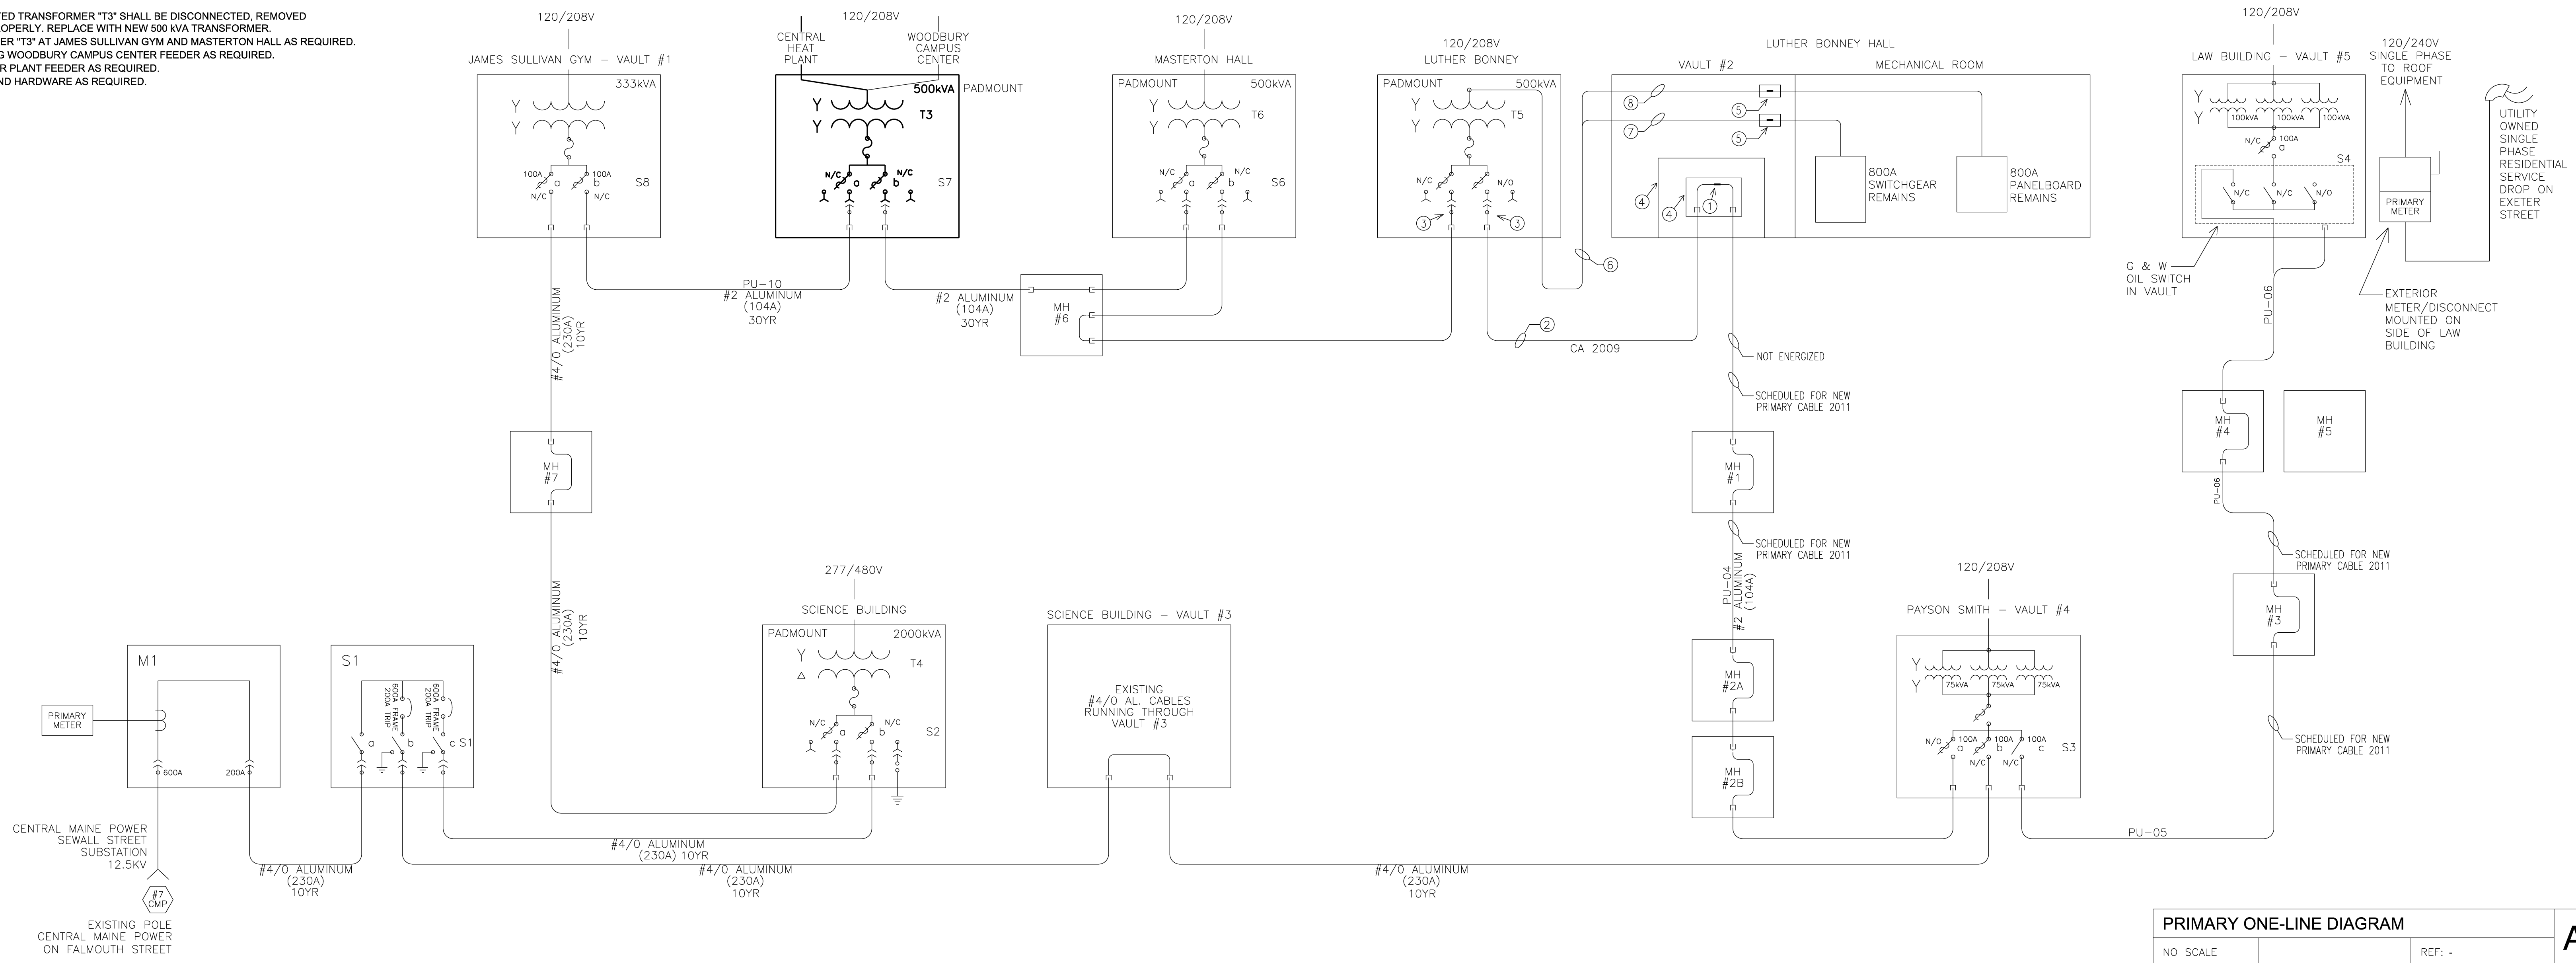 TED TRANSFORMER "T3" SHALL BE DISCONNECTED, REMOVED
OPERLY. REPLACE WITH NEW 500 kVA TRANSFORMER.
ER "T3" AT JAMES SULLIVAN GYM AND MASTERTON HALL AS REQUIRED.
G WOODBURY CAMPUS CENTER FEEDER AS REQUIRED.
R PLANT FEEDER AS REQUIRED.
ND HARDWARE AS REQUIRED.
120/208V
JAMES SULLIVAN GYM – VAULT #1
333kVA
Y
Y
100A
a
100A
b
S8
N/C
N/C
120/208V
CENTRAL
HEAT
PLANT
WOODBURY
CAMPUS
CENTER
500kVA
PADMOUNT
Y
T3
Y
N/C
a
N/C
b
S7
120/208V
MASTERTON HALL
PADMOUNT
500kVA
Y
T6
Y
N/C
a
N/C
b
S6
120/208V
LUTHER BONNEY
PADMOUNT
500kVA
Y
T5
Y
N/C
N/O
3
3
LUTHER BONNEY HALL
VAULT #2
MECHANICAL ROOM
8
5
7
5
4
4
1
800A
SWITCHGEAR
REMAINS
800A
PANELBOARD
REMAINS
6
2
CA 2009
120/208V
LAW BUILDING – VAULT #5
Y
Y
100kVA
100kVA
100kVA
N/C
100A
a
S4
N/C
N/C
N/O
120/240V
SINGLE PHASE
TO ROOF
EQUIPMENT
PRIMARY
METER
UTILITY
OWNED
SINGLE
PHASE
RESIDENTIAL
SERVICE
DROP ON
EXETER
STREET
G & W
OIL SWITCH
IN VAULT
EXTERIOR
METER/DISCONNECT
MOUNTED ON
SIDE OF LAW
BUILDING
PU-10
#2 ALUMINUM
(104A)
30YR
#2 ALUMINUM
(104A)
30YR
MH
#6
#4/0 ALUMINUM
(230A)
10YR
NOT ENERGIZED
SCHEDULED FOR NEW
PRIMARY CABLE 2011
PU-06
MH
#4
MH
#5
MH
#7
MH
#1
PU-06
SCHEDULED FOR NEW
PRIMARY CABLE 2011
SCHEDULED FOR NEW
PRIMARY CABLE 2011
PU-04
#2 ALUMINUM
(104A)
#4/0 ALUMINUM
(230A)
10YR
277/480V
SCIENCE BUILDING
PADMOUNT
2000kVA
Y
T4
Δ
N/C
a
N/C
b
S2
SCIENCE BUILDING – VAULT #3
EXISTING
#4/0 AL. CABLES
RUNNING THROUGH
VAULT #3
120/208V
PAYSON SMITH – VAULT #4
Y
Y
75kVA
75kVA
75kVA
N/O
100A
a
100A
b
100A
c
S3
N/C
N/C
MH
#3
MH
#2A
MH
#2B
SCHEDULED FOR NEW
PRIMARY CABLE 2011
M1
PRIMARY
METER
600A
200A
S1
600A FRAME
200A TRIP
600A FRAME
200A TRIP
a
b
c
S1
PU-05
CENTRAL MAINE POWER
SEWALL STREET
SUBSTATION
12.5KV
#4/0 ALUMINUM
(230A)
10YR
#4/0 ALUMINUM
(230A) 10YR
#4/0 ALUMINUM
(230A)
10YR
#4/0 ALUMINUM
(230A)
10YR
#7
CMP
EXISTING POLE
CENTRAL MAINE POWER
ON FALMOUTH STREET
PRIMARY ONE-LINE DIAGRAM
NO SCALE
REF: -